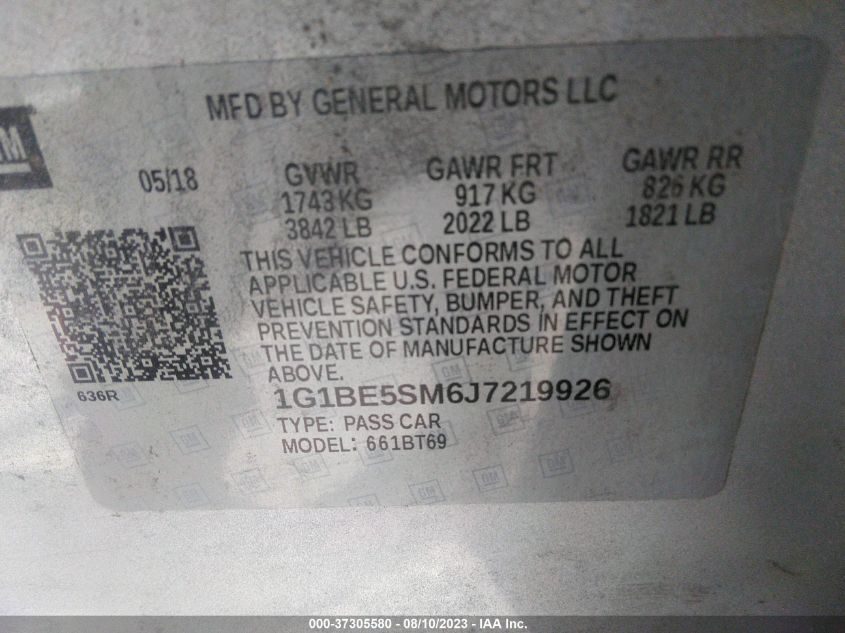 MFD BY GENERAL MOTORS LLC
GM
05/18 GVWR GAWR FRT GAWR RR
1743 KG 917 KG 826 KG
3842 LB 2022 LB 1821 LB
THIS VEHICLE CONFORMS TO ALL
APPLICABLE U.S. FEDERAL MOTOR
VEHICLE SAFETY, BUMPER, AND THEFT
PREVENTION STANDARDS IN EFFECT ON
THE DATE OF MANUFACTURE SHOWN
ABOVE.
636R
1G1BE5SM6J7219926
TYPE: PASS CAR
MODEL: 661BT69
000-37305580 - 08/10/2023 - IAA Inc.